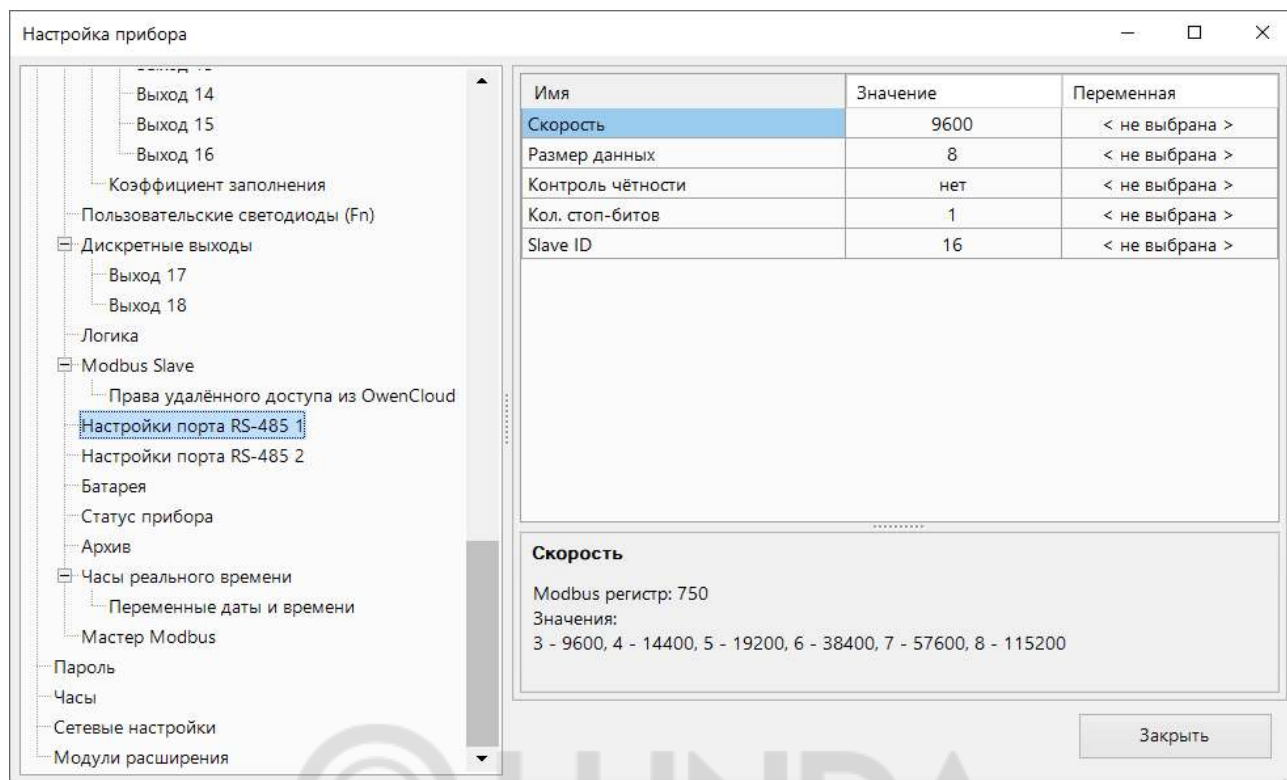 Настройка прибора
Выход 14
Выход 15
Выход 16
Коэффициент заполнения
Пользовательские светодиоды (Fn)
Дискретные выходы
Выход 17
Выход 18
Логика
Modbus Slave
Права удалённого доступа из OwenCloud
Настройки порта RS-485 1
Настройки порта RS-485 2
Батарея
Статус прибора
Архив
Часы реального времени
Переменные даты и времени
Мастер Modbus
Пароль
Часы
Сетевые настройки
Модули расширения
Имя Значение Переменная
Скорость 9600 < не выбрана >
Размер данных 8 < не выбрана >
Контроль чётности нет < не выбрана >
Кол. стоп-битов 1 < не выбрана >
Slave ID 16 < не выбрана >
Скорость
Modbus регистр: 750
Значения:
3 - 9600, 4 - 14400, 5 - 19200, 6 - 38400, 7 - 57600, 8 - 115200
Закрыть